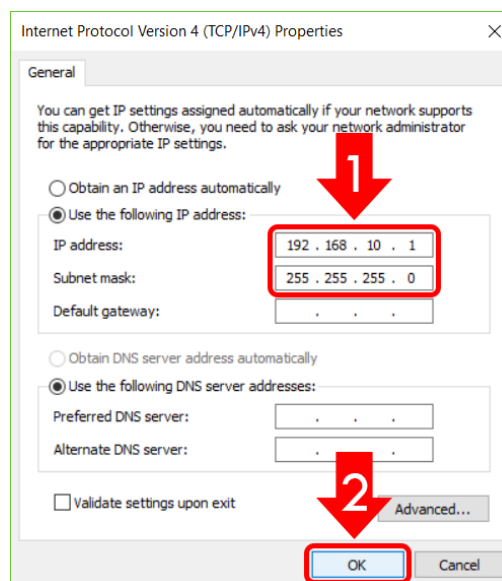 Internet Protocol Version 4 (TCP/IPv4) Properties
General
You can get IP settings assigned automatically if your network supports
this capability. Otherwise, you need to ask your network administrator
for the appropriate IP settings.
1
Obtain an IP address automatically
Use the following IP address:
IP address: 192 . 168 . 10 . 1
Subnet mask: 255 . 255 . 255 . 0
Default gateway: . . .
Obtain DNS server address automatically
Use the following DNS server addresses:
Preferred DNS server: . . .
Alternate DNS server: . . .
2
Validate settings upon exit Advanced...
OK Cancel